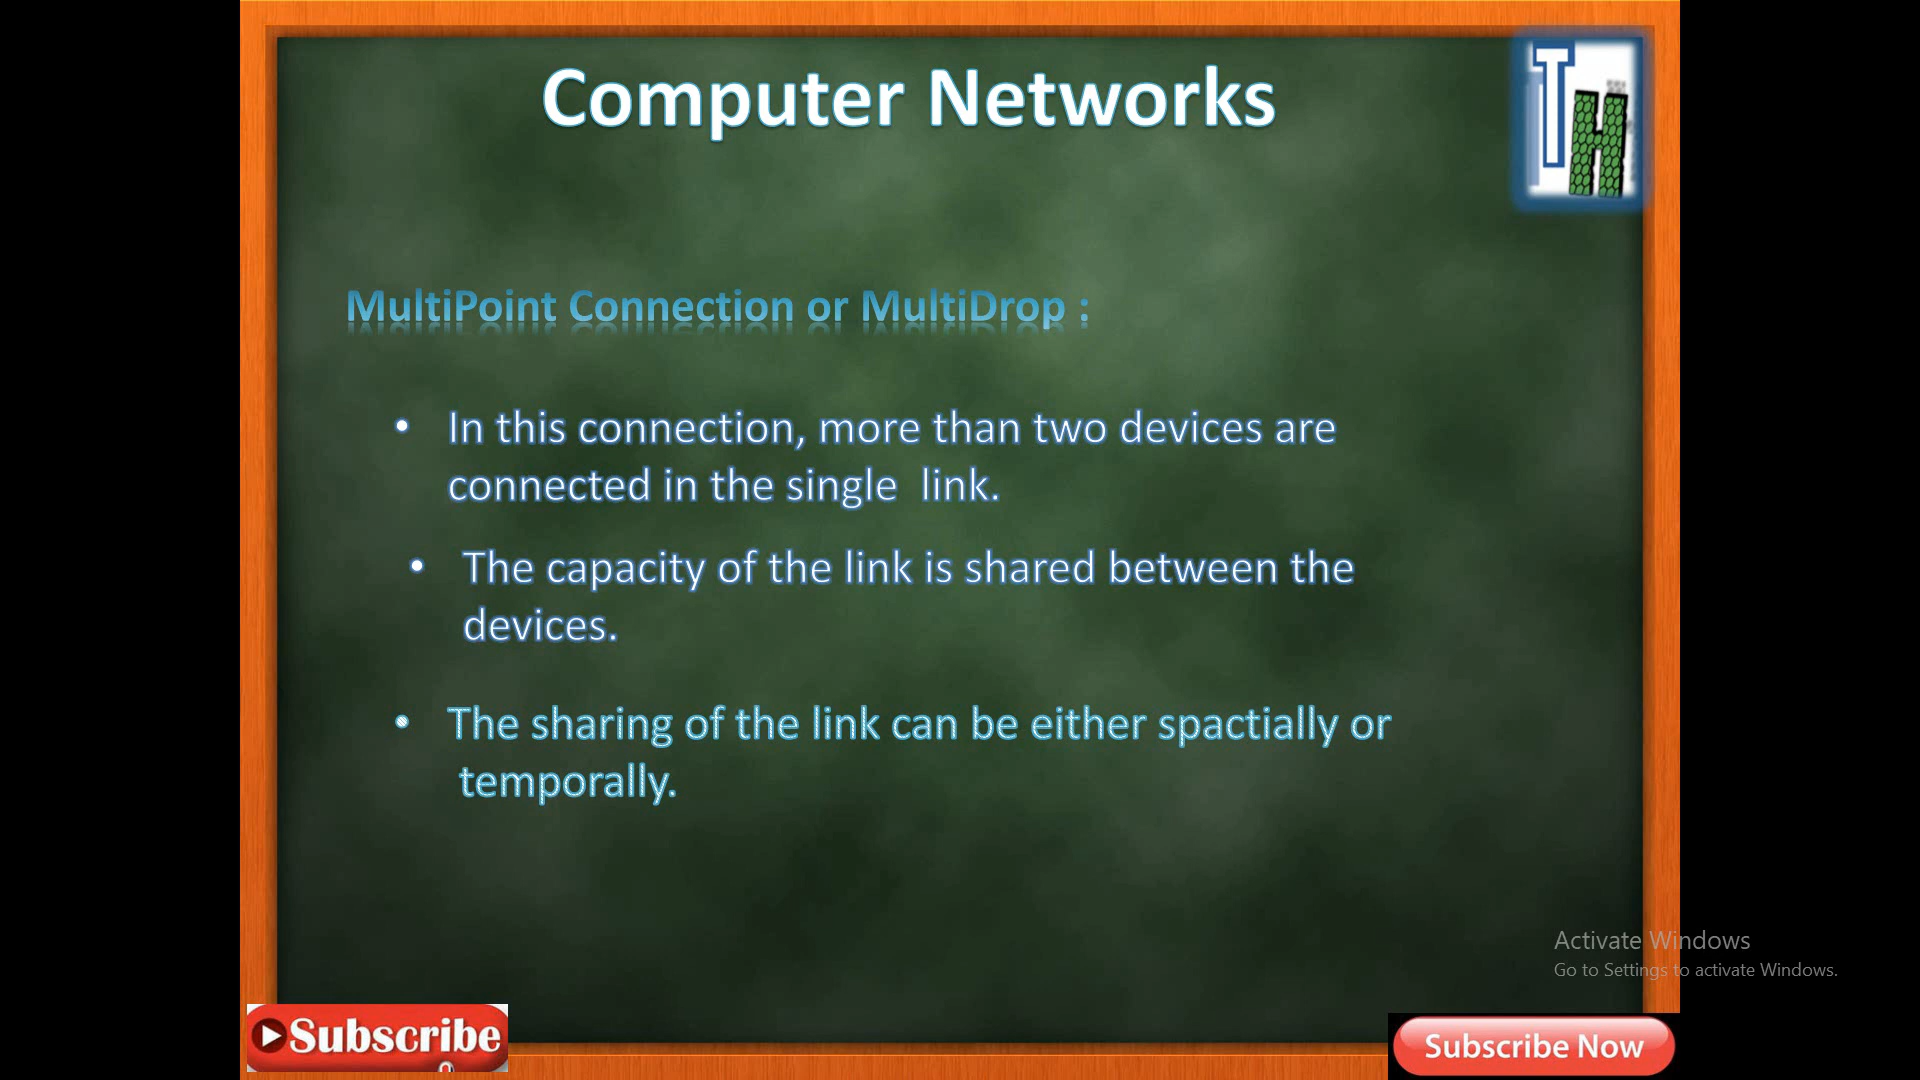 Computer Networks
TH
MultiPoint Connection or MultiDrop :
• In this connection, more than two devices are
connected in the single link.
• The capacity of the link is shared between the
devices.
• The sharing of the link can be either spactially or
temporally.
Activate Windows
Go to Settings to activate Windows.
Subscribe
Subscribe Now